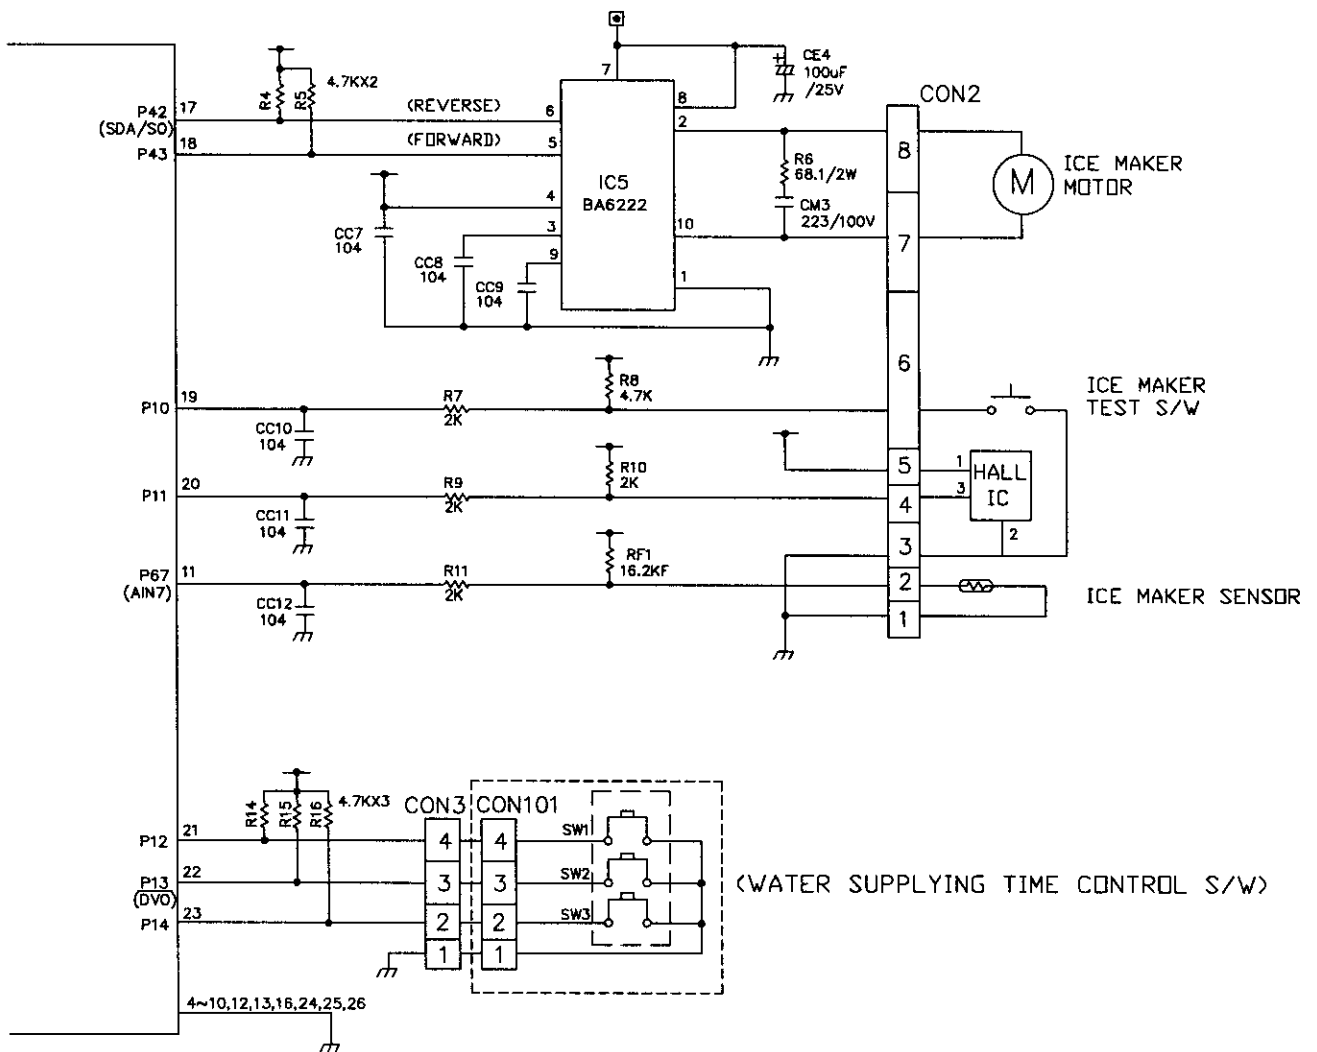 CE4
100uF
/25V
7
4.7KX2
R4
R5
8
CON2
P42
17
(REVERSE)
6
2
(SDA/SO)
18
(FORWARD)
5
P43
8
R6
68.1/2W
ICE MAKER
MOTOR
M
IC5
BA6222
4
CM3
223/100V
3
10
7
CC7
104
9
CC8
104
CC9
104
1
6
R8
4.7K
ICE MAKER
TEST S/W
19
P10
R7
2K
CC10
104
5
1
HALL
IC
R10
2K
20
P11
R9
2K
4
3
CC11
104
3
2
RF1
16.2KF
P67
11
(AIN7)
R11
2K
2
ICE MAKER SENSOR
CC12
104
1
4.7KX3
R14
R15
R16
CON3
CON101
P12
21
4
4
SW1
P13
22
(DVO)
3
3
SW2
(WATER SUPPLYING TIME CONTROL S/W)
P14
23
2
2
SW3
1
1
4~10,12,13,16,24,25,26